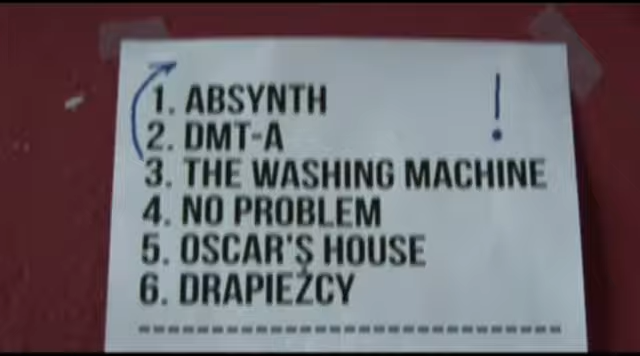 1. ABSYNTH
2. DMT-A
3. THE WASHING MACHINE
4. NO PROBLEM
5. OSCAR'S HOUSE
6. DRAPIEŻCY
!